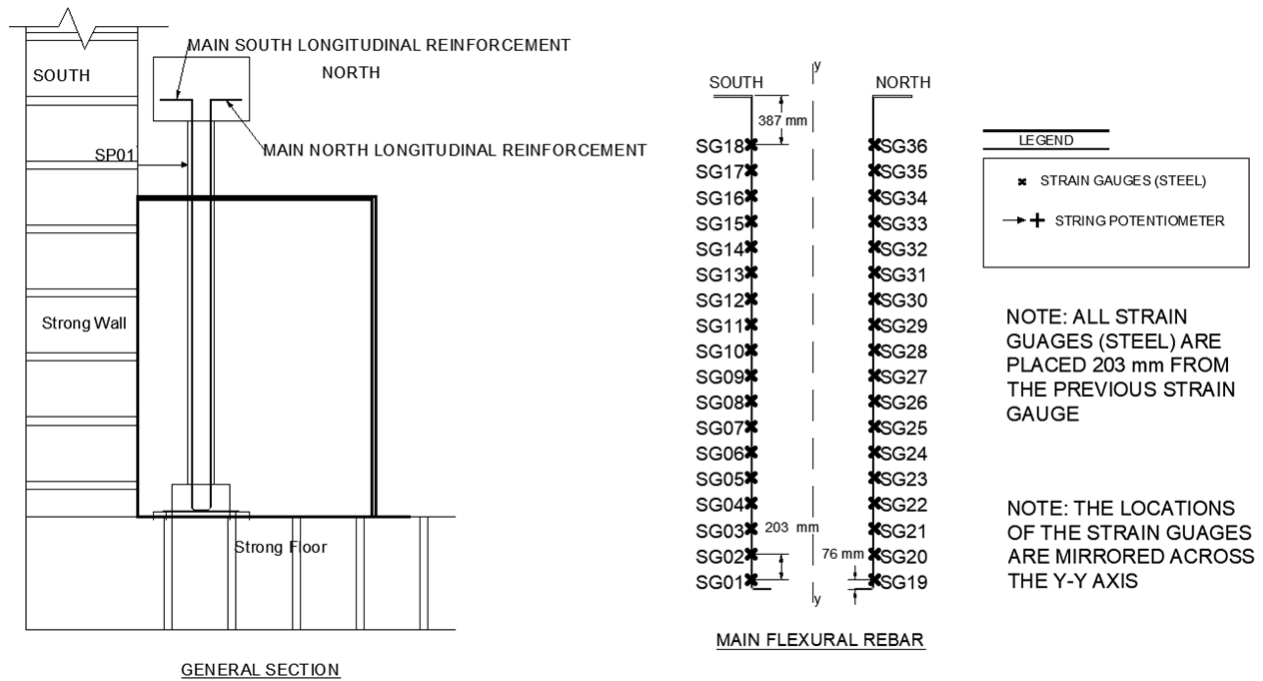 MAIN SOUTH LONGITUDINAL REINFORCEMENT
SOUTH
NORTH
SP01
MAIN NORTH LONGITUDINAL REINFORCEMENT
Strong Wall
Strong Floor
GENERAL SECTION
y
SOUTH
NORTH
387 mm
SG18
SG36
SG17
SG35
SG16
SG34
SG15
SG33
SG14
SG32
SG13
SG31
SG12
SG30
SG11
SG29
SG10
SG28
SG09
SG27
SG08
SG26
SG07
SG25
SG06
SG24
SG05
SG23
SG04
SG22
SG03
203 mm
SG21
SG02
76 mm
SG20
SG01
SG19
y
MAIN FLEXURAL REBAR
LEGEND
STRAIN GAUGES (STEEL)
STRING POTENTIOMETER
NOTE: ALL STRAIN
GUAGES (STEEL) ARE
PLACED 203 mm FROM
THE PREVIOUS STRAIN
GAUGE
NOTE: THE LOCATIONS
OF THE STRAIN GUAGES
ARE MIRRORED ACROSS
THE Y-Y AXIS